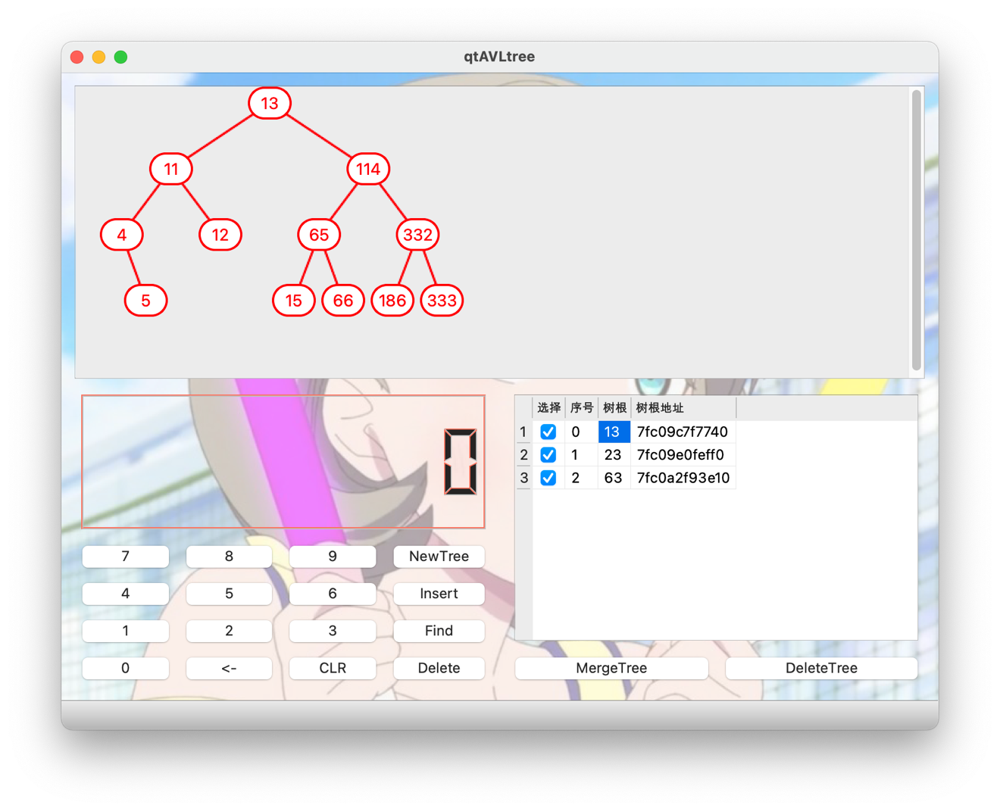 qtAVLtree
13
11 114
4 12 65 332
5 15 66 186 333
0
选择 序号 树根 树根地址
1 0 13 7fc09c7f7740
2 1 23 7fc09e0feff0
3 2 63 7fc0a2f93e10
7 8 9 NewTree
4 5 6 Insert
1 2 3 Find
0 <- CLR Delete
MergeTree DeleteTree